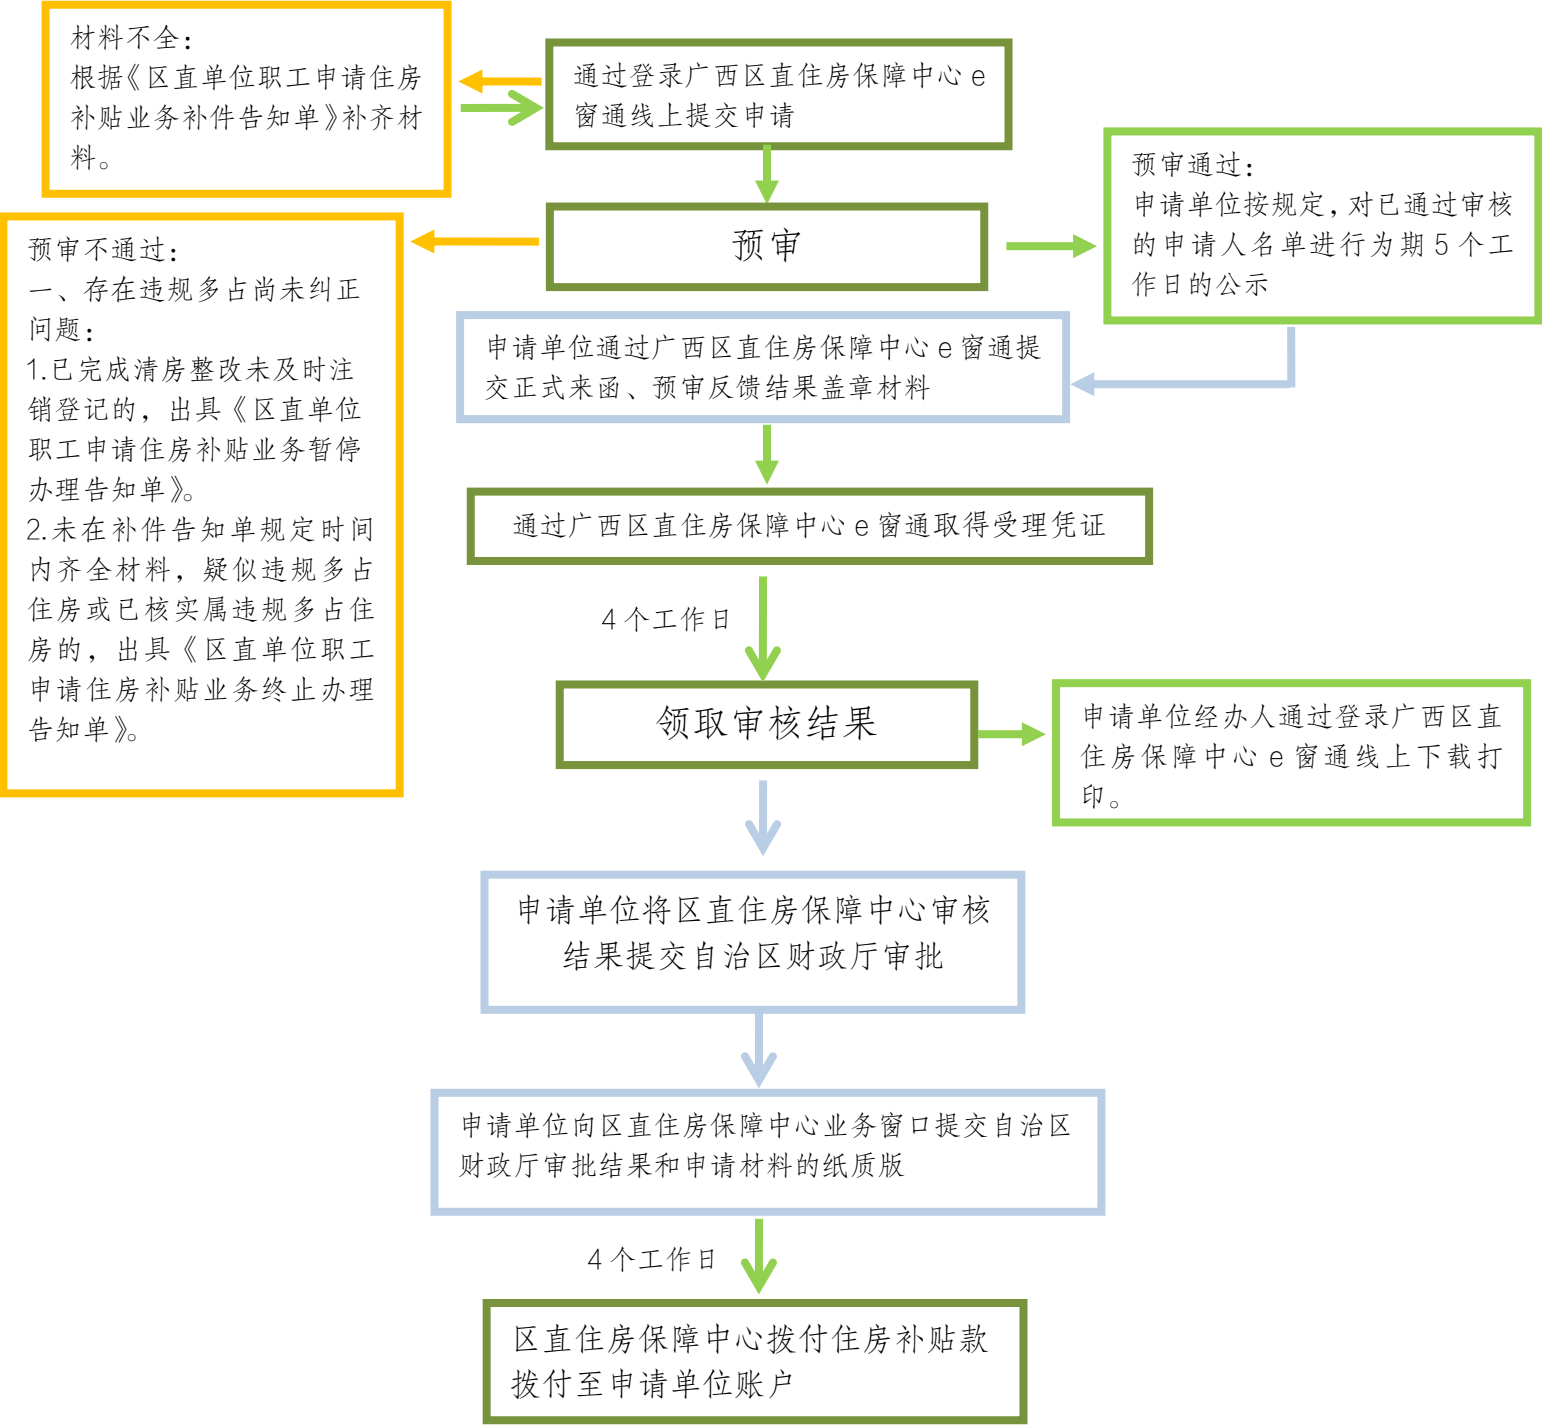 材料不全：
根据《区直单位职工申请住房
补贴业务补件告知单》补齐材
料。
通过登录广西区直住房保障中心 e
窗通线上提交申请
预审
预审通过：
申请单位按规定，对已通过审核
的申请人名单进行为期 5 个工
作日的公示
预审不通过：
一、存在违规多占尚未纠正
问题：
1.已完成清房整改未及时注
销登记的，出具《区直单位
职工申请住房补贴业务暂停
办理告知单》。
2.未在补件告知单规定时间
内齐全材料，疑似违规多占
住房或已核实属违规多占住
房的，出具《区直单位职工
申请住房补贴业务终止办理
告知单》。
申请单位通过广西区直住房保障中心 e 窗通提
交正式来函、预审反馈结果盖章材料
通过广西区直住房保障中心 e 窗通取得受理凭证
4 个工作日
领取审核结果
申请单位经办人通过登录广西区直
住房保障中心 e 窗通线上下载打
印。
申请单位将区直住房保障中心审核
结果提交自治区财政厅审批
申请单位向区直住房保障中心业务窗口提交自治区
财政厅审批结果和申请材料的纸质版
4 个工作日
区直住房保障中心拨付住房补贴款
拨付至申请单位账户